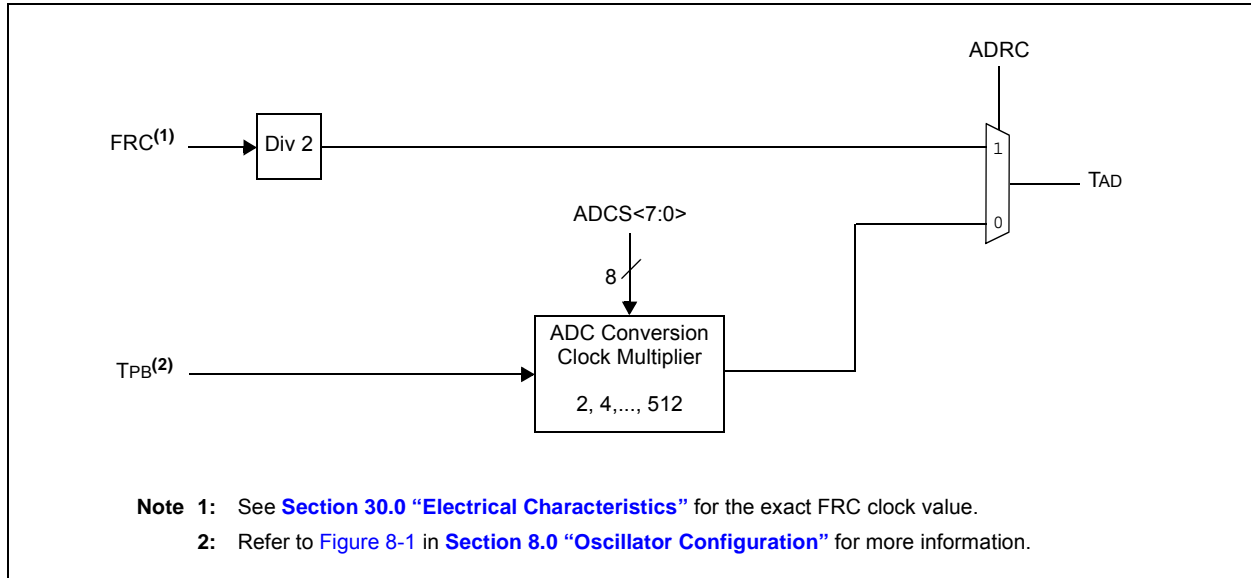 ADRC
FRC(1)
Div 2
1
TAD
ADCS<7:0>
0
8
ADC Conversion
Clock Multiplier
2, 4,..., 512
TPB(2)
Note 1: See Section 30.0 “Electrical Characteristics” for the exact FRC clock value.
2: Refer to Figure 8-1 in Section 8.0 “Oscillator Configuration” for more information.